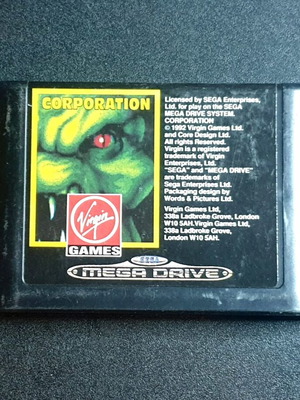 CORPORATION
Virgin
GAMES
Licensed by SEGA Enterprises,
Ltd. for play on the SEGA
MEGA DRIVE SYSTEM.
CORPORATION
© 1992 Virgin Games Ltd.
and Core Design Ltd.
All rights Reserved.
Virgin is a registered
trademark of Virgin
Enterprises, Ltd.
"SEGA" and "MEGA DRIVE"
are trademarks of
Sega Enterprises Ltd.
Packaging design by
Words & Pictures Ltd.
Virgin Games Ltd,
338a Ladbroke Grove, London
W10 5AH.Virgin Games Ltd,
338a Ladbroke Grove,
London W10 5AH.
SEGA
MEGA DRIVE